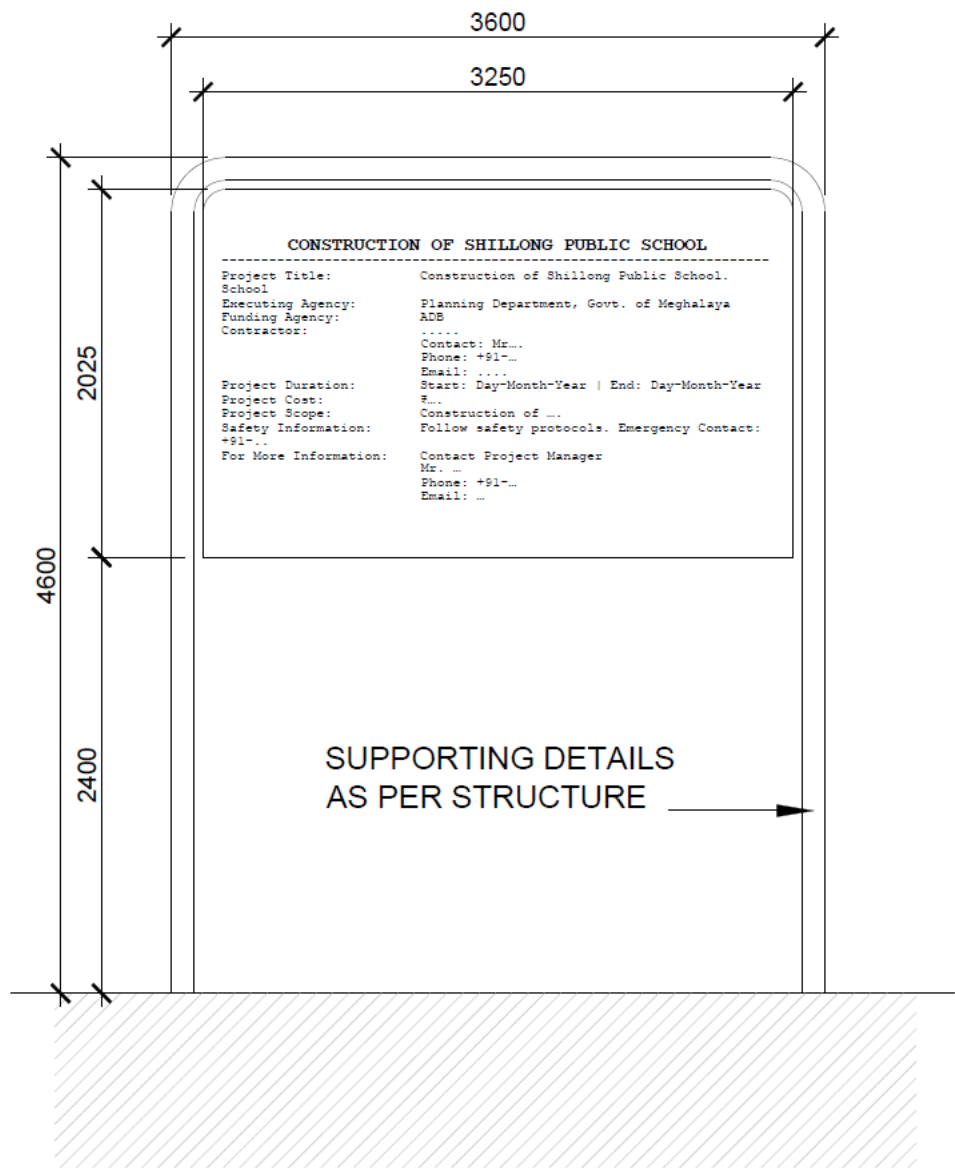 3600
3250
CONSTRUCTION OF SHILLONG PUBLIC SCHOOL
--------------------------------------------------------------------
Project Title: Construction of Shillong Public School.
School
Executing Agency: Planning Department, Govt. of Meghalaya
Funding Agency: ADB
Contractor: .....
Contact: Mr….
Phone: +91-…
Email: ....
Project Duration: Start: Day-Month-Year | End: Day-Month-Year
Project Cost: ₹….
Project Scope: Construction of ….
Safety Information: Follow safety protocols. Emergency Contact:
+91-..
For More Information: Contact Project Manager
Mr. …
Phone: +91-…
Email: …
2025
4600
2400
SUPPORTING DETAILS
AS PER STRUCTURE